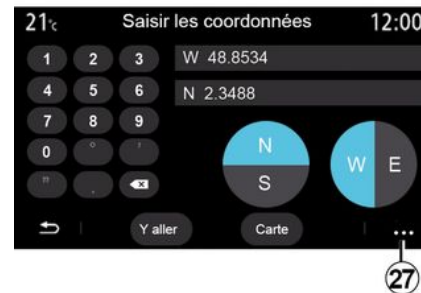 21°c Saisir les coordonnées 12:00
1 2 3 W 48.8534
4 5 6 N 2.3488
7 8 9
0 ° '
" . N S W E
Y aller Carte ...
27